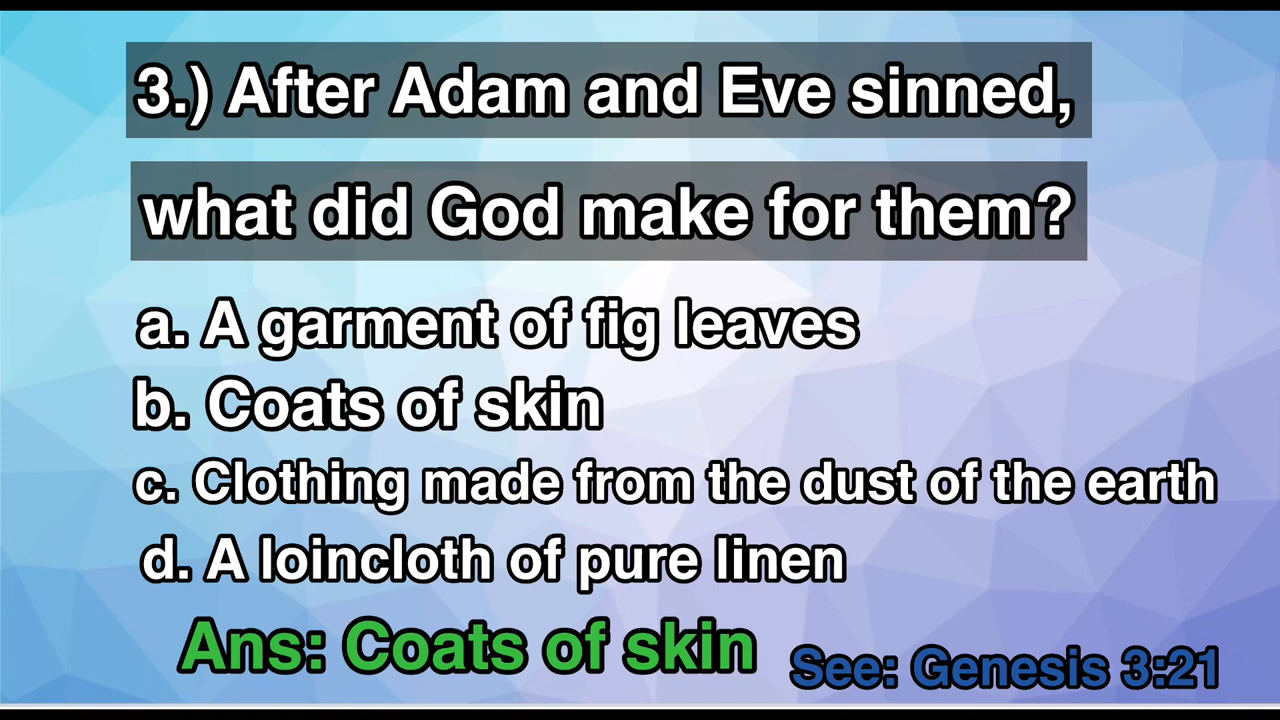 3.) After Adam and Eve sinned,
what did God make for them?
a. A garment of fig leaves
b. Coats of skin
c. Clothing made from the dust of the earth
d. A loincloth of pure linen
Ans: Coats of skin
See: Genesis 3:21